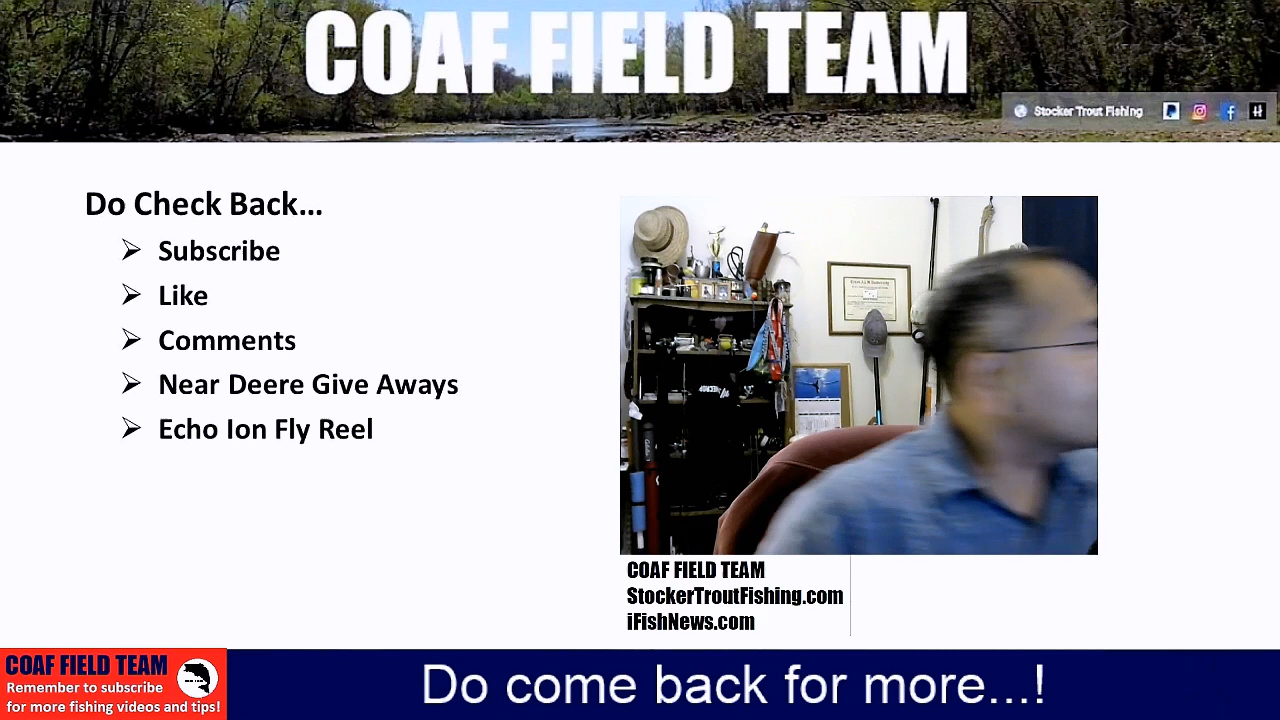 COAF FIELD TEAM
Stocker Trout Fishing
Do Check Back...
Subscribe
Like
Comments
Near Deere Give Aways
Echo Ion Fly Reel
COAF FIELD TEAM
StockerTroutFishing.com
iFishNews.com
COAF FIELD TEAM
Remember to subscribe
for more fishing videos and tips!
Do come back for more...!